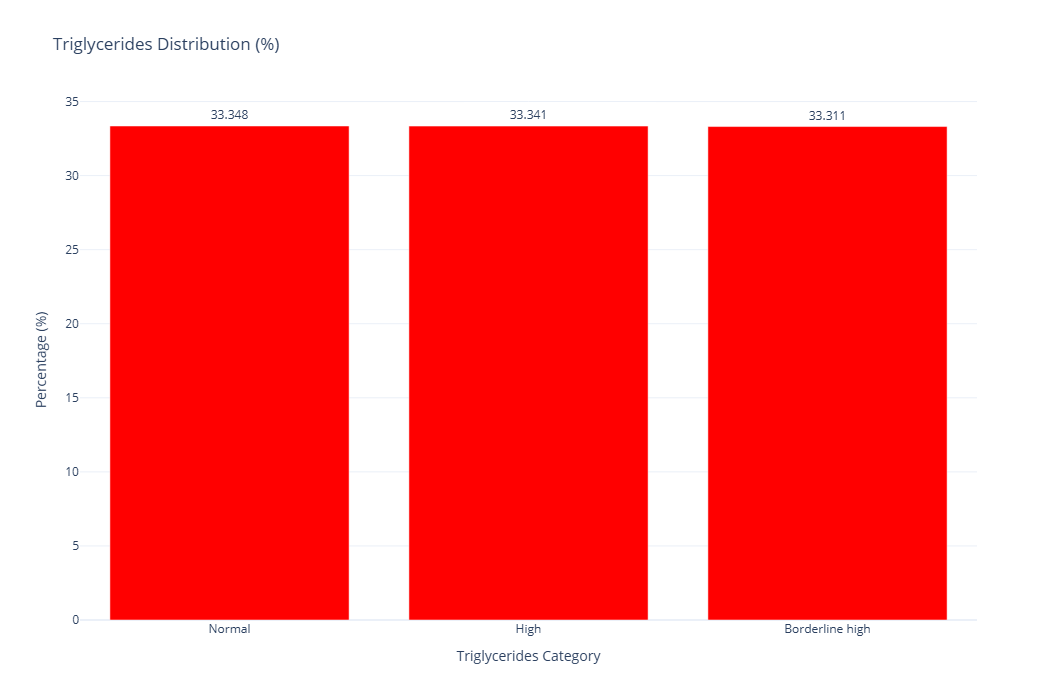 Triglycerides Distribution (%)
35
30
25
20
15
10
5
0
Percentage (%)
33.348
33.341
33.311
Normal
High
Borderline high
Triglycerides Category